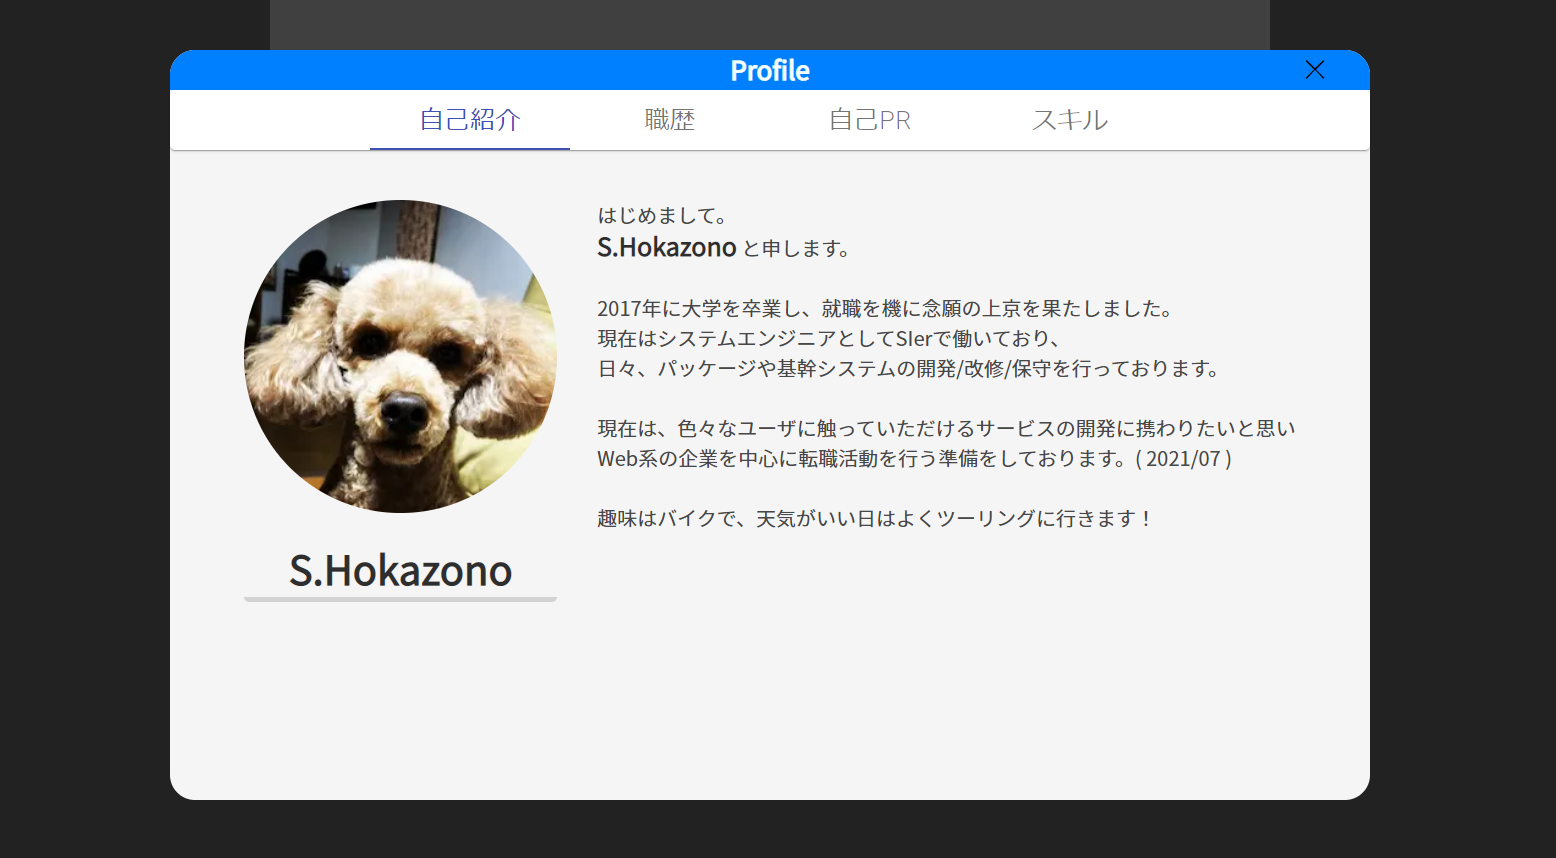 Profile
自己紹介 職歴 自己PR スキル
はじめまして。
S.Hokazono と申します。
2017年に大学を卒業し、就職を機に念願の上京を果たしました。
現在はシステムエンジニアとしてSIerで働いており、
日々、パッケージや基幹システムの開発/改修/保守を行っております。
現在は、色々なユーザに触っていただけるサービスの開発に携わりたいと思い
Web系の企業を中心に転職活動を行う準備をしております。( 2021/07 )
趣味はバイクで、天気がいい日はよくツーリングに行きます！
S.Hokazono